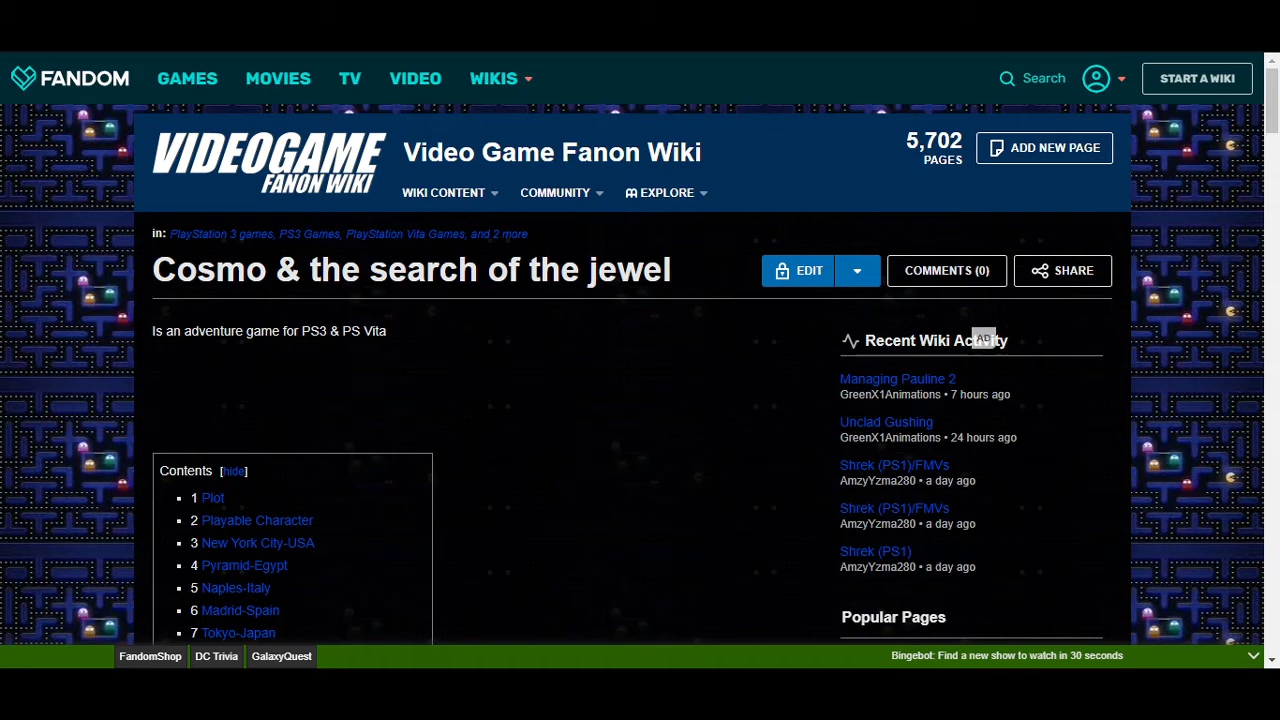 FANDOM GAMES MOVIES TV VIDEO WIKIS Search START A WIKI
VIDEOGAME
FANON WIKI
Video Game Fanon Wiki
5,702
PAGES
ADD NEW PAGE
WIKI CONTENT COMMUNITY EXPLORE
in: PlayStation 3 games, PS3 Games, PlayStation Vita Games, and 2 more
Cosmo & the search of the jewel
EDIT COMMENTS (0) SHARE
Is an adventure game for PS3 & PS Vita
Contents [hide]
1 Plot
2 Playable Character
3 New York City-USA
4 Pyramid-Egypt
5 Naples-Italy
6 Madrid-Spain
7 Tokyo-Japan
Recent Wiki Activity
AD
Managing Pauline 2
GreenX1Animations • 7 hours ago
Unclad Gushing
GreenX1Animations • 24 hours ago
Shrek (PS1)/FMVs
AmzyYzma280 • a day ago
Shrek (PS1)/FMVs
AmzyYzma280 • a day ago
Shrek (PS1)
AmzyYzma280 • a day ago
Popular Pages
FandomShop DC Trivia GalaxyQuest Bingebot: Find a new show to watch in 30 seconds